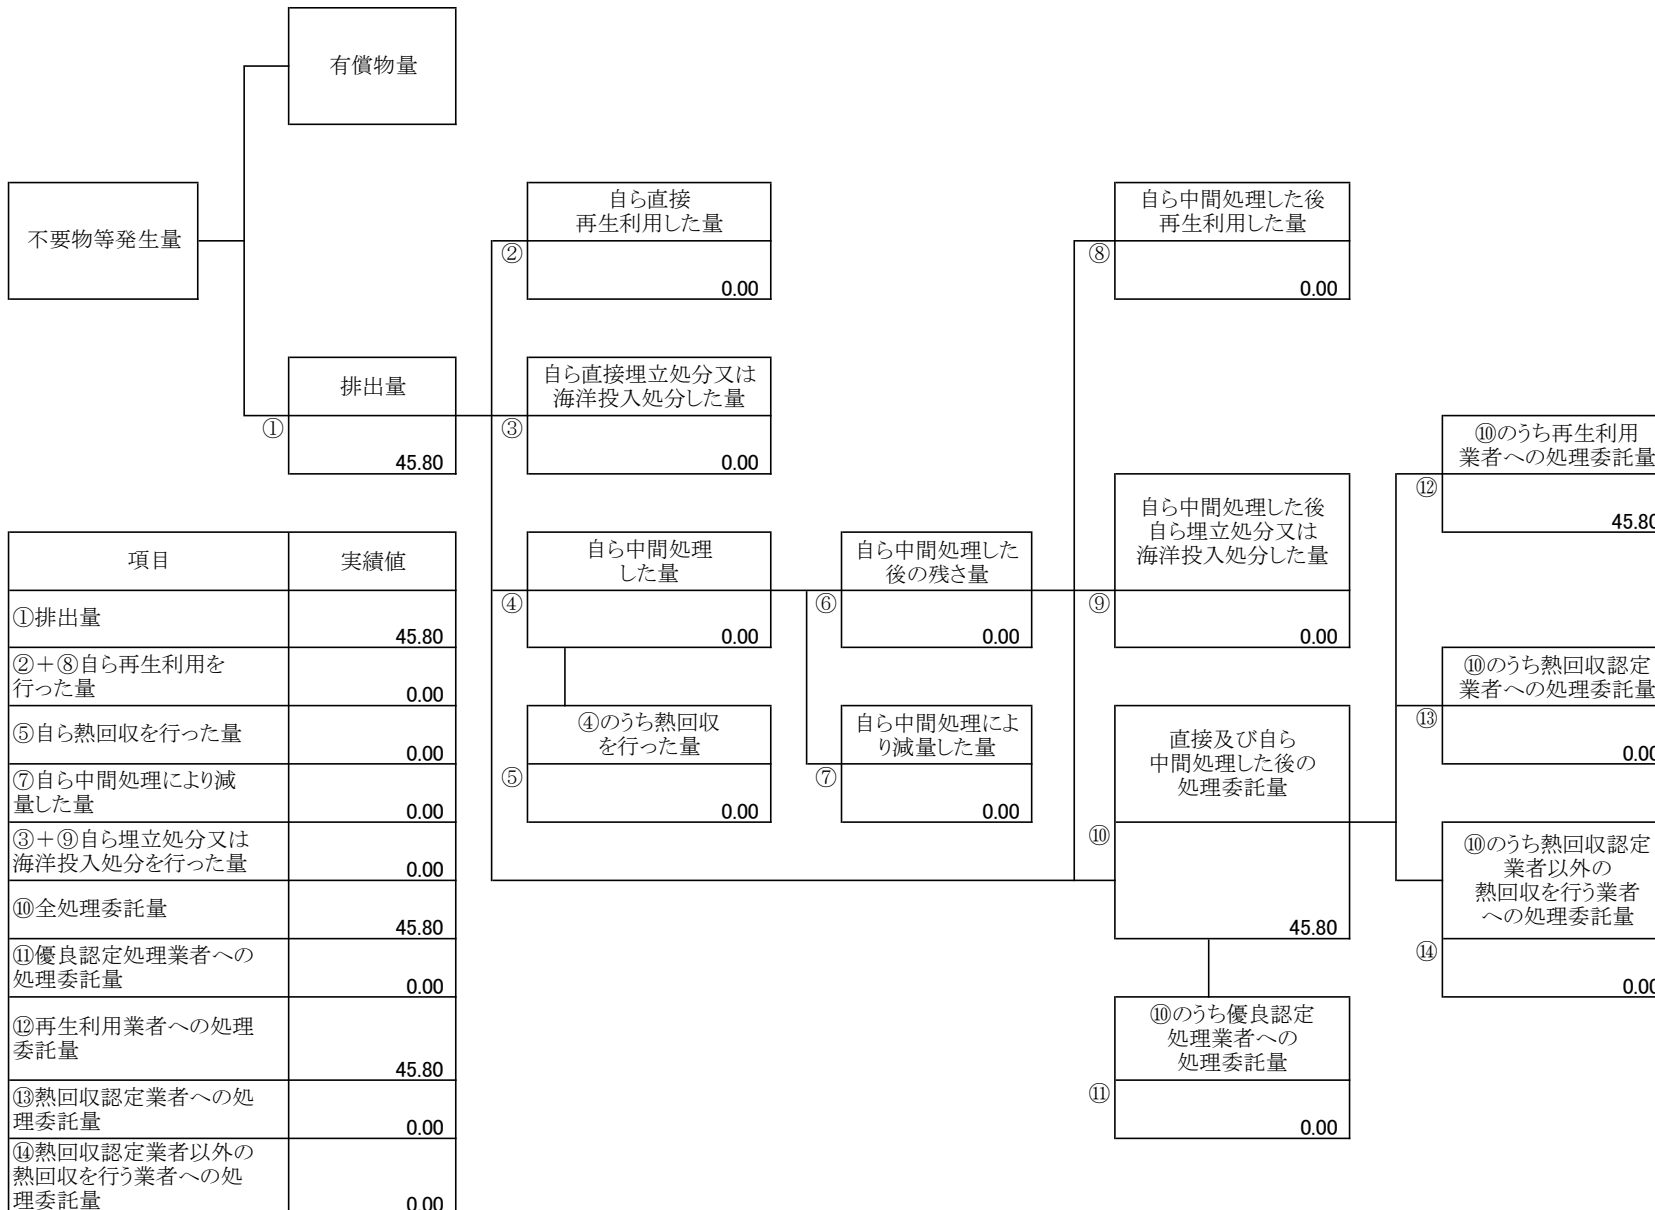 有償物量
不要物等発生量
自ら直接
再生利用した量
②
0.00
自ら中間処理した後
再生利用した量
⑧
0.00
排出量
①
45.80
自ら直接埋立処分又は
海洋投入処分した量
③
0.00
⑩のうち再生利用
業者への処理委託量
⑫
45.80
自ら中間処理
した量
④
0.00
自ら中間処理した
後の残さ量
⑥
0.00
自ら中間処理した後
自ら埋立処分又は
海洋投入処分した量
⑨
0.00
④のうち熱回収
を行った量
⑤
0.00
自ら中間処理によ
り減量した量
⑦
0.00
直接及び自ら
中間処理した後の
処理委託量
⑩
45.80
⑩のうち熱回収認定
業者への処理委託量
⑬
0.00
⑩のうち熱回収認定
業者以外の
熱回収を行う業者
への処理委託量
⑭
0.00
⑩のうち優良認定
処理業者への
処理委託量
⑪
0.00
項目 実績値
①排出量
45.80
②+⑧自ら再生利用を
行った量
0.00
⑤自ら熱回収を行った量
0.00
⑦自ら中間処理により減
量した量
0.00
③+⑨自ら埋立処分又は
海洋投入処分を行った量
0.00
⑩全処理委託量
45.80
⑪優良認定処理業者への
処理委託量
0.00
⑫再生利用業者への処理
委託量
45.80
⑬熱回収認定業者への処
理委託量
0.00
⑭熱回収認定業者以外の
熱回収を行う業者への処
理委託量
0.00